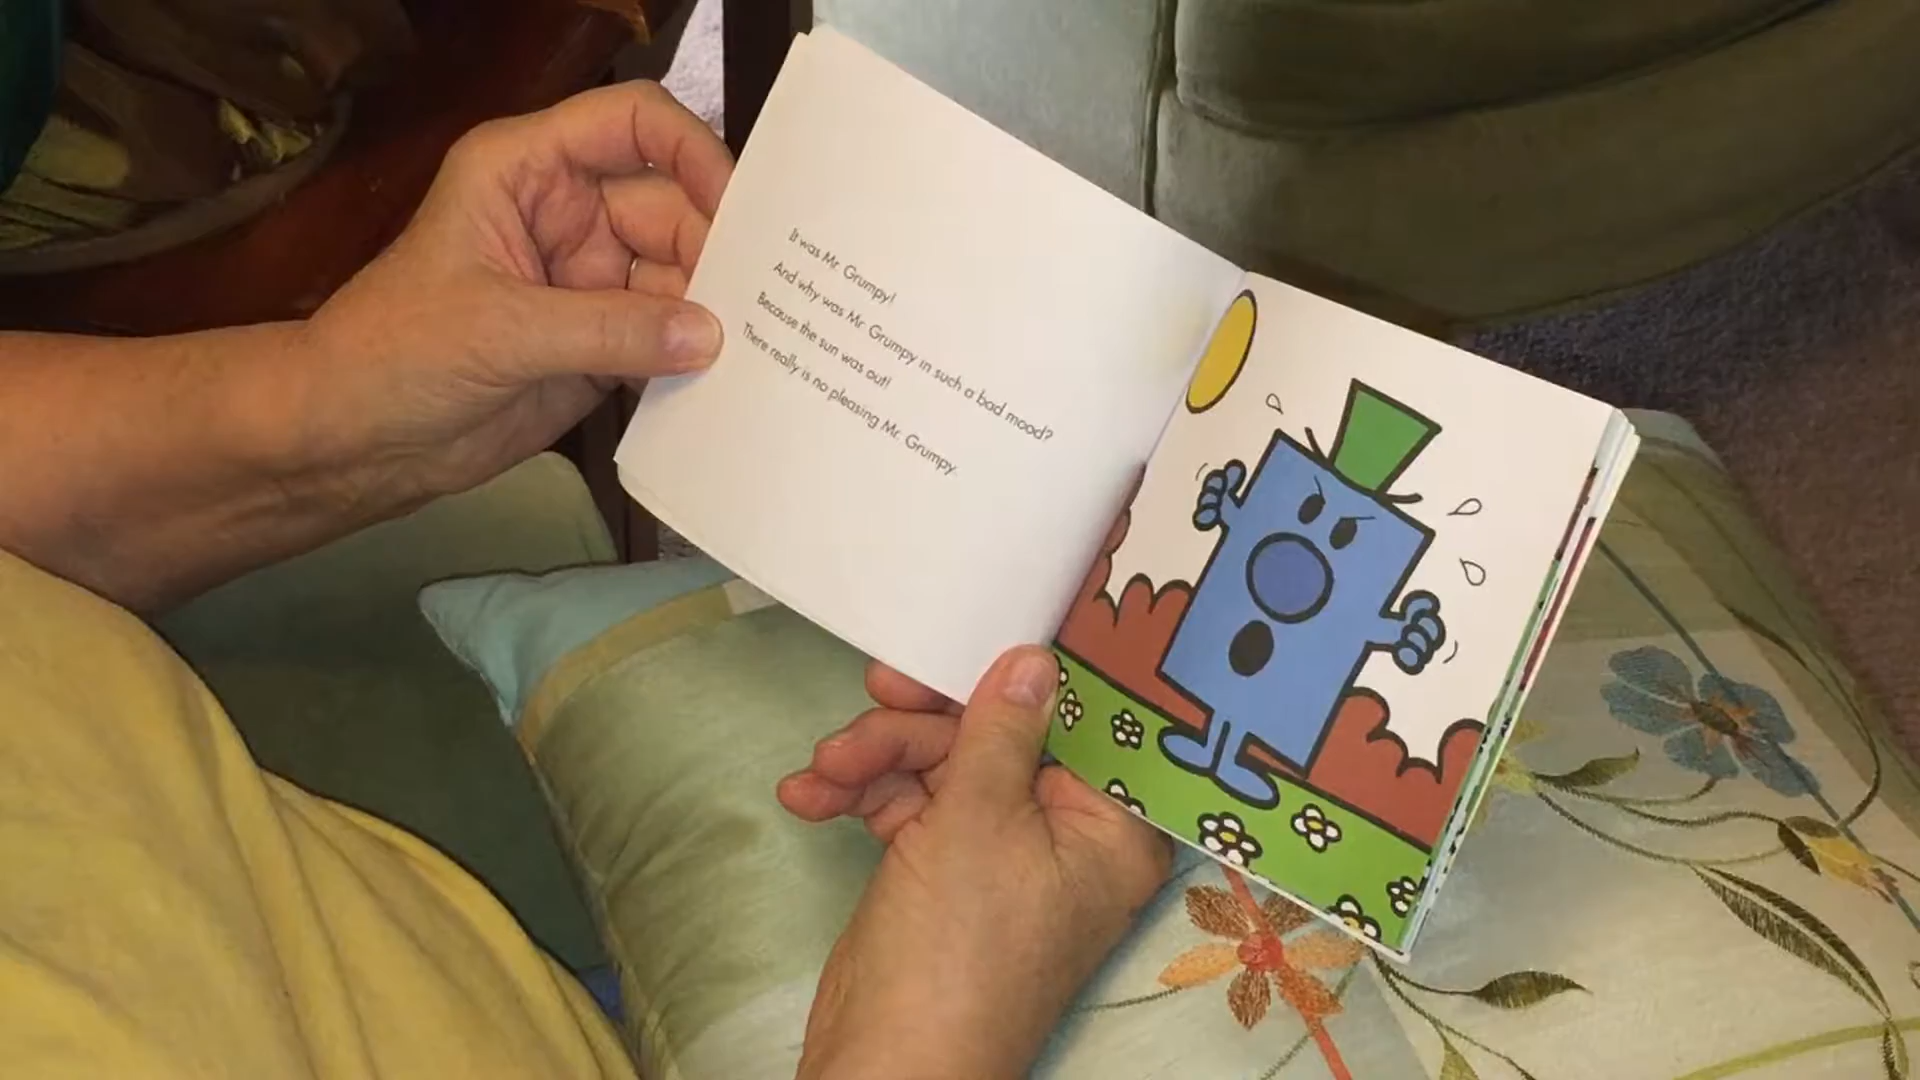 It was Mr. Grumpy!
And why was Mr. Grumpy in such a bad mood?
Because the sun was out!
There really is no pleasing Mr. Grumpy.